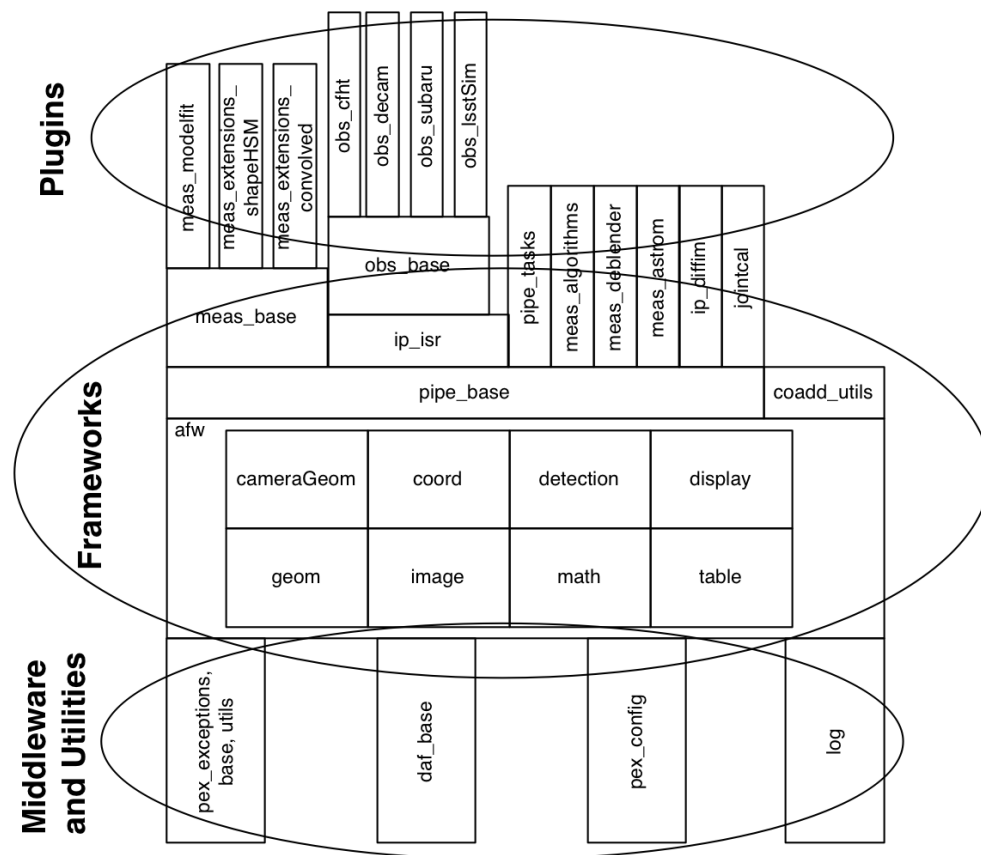 Plugins
meas_modelfit
meas_extensions_
shapeHSM
meas_extensions_
convolved
obs_cfht
obs_decam
obs_subaru
obs_lsstSim
obs_base
pipe_tasks
meas_algorithms
meas_deblender
meas_astrom
ip_diffim
jointcal
meas_base
ip_isr
Frameworks
pipe_base
coadd_utils
afw
cameraGeom
coord
detection
display
geom
image
math
table
Middleware
and Utilities
pex_exceptions,
base, utils
daf_base
pex_config
log